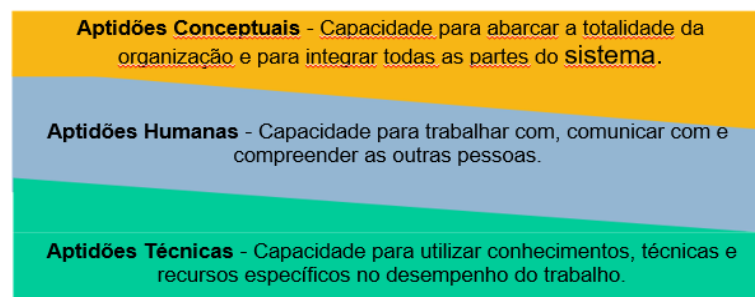 Aptidões Conceptuais - Capacidade para abarcar a totalidade da
organização e para integrar todas as partes do sistema.
Aptidões Humanas - Capacidade para trabalhar com, comunicar com e
compreender as outras pessoas.
Aptidões Técnicas - Capacidade para utilizar conhecimentos, técnicas e
recursos específicos no desempenho do trabalho.